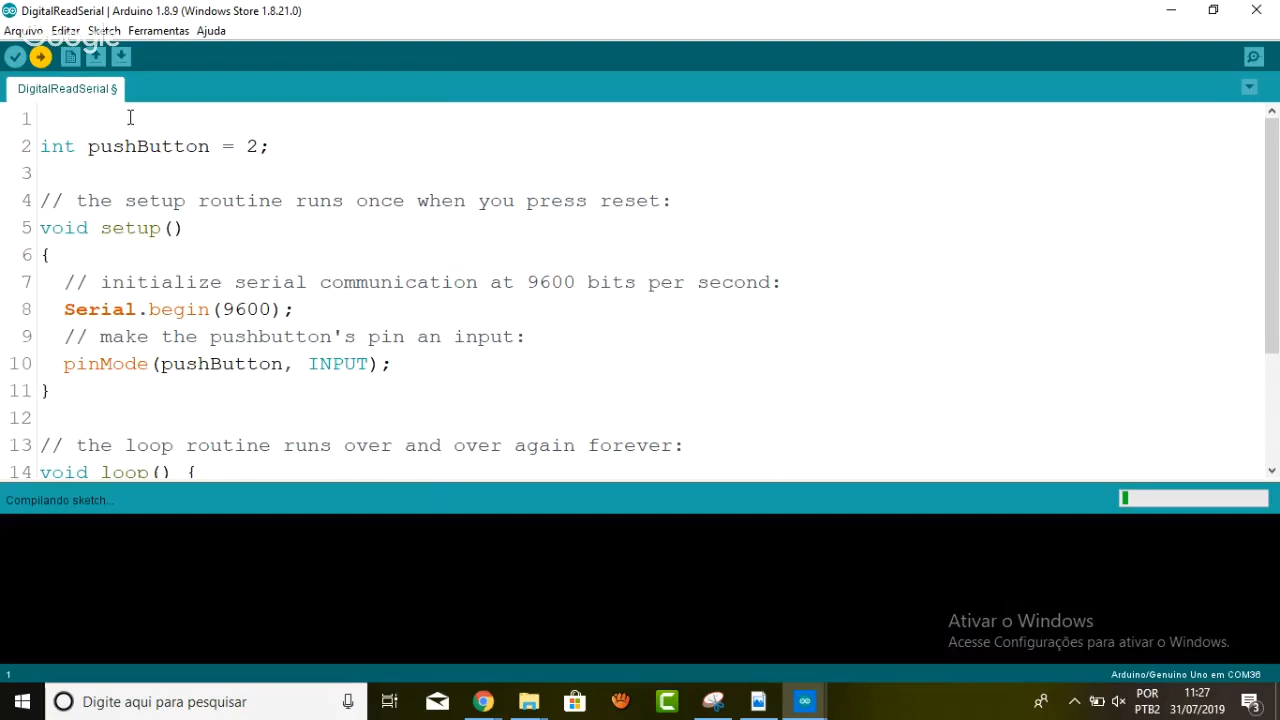 DigitalReadSerial | Arduino 1.8.9 (Windows Store 1.8.21.0)
Arquivo Editar Sketch Ferramentas Ajuda
Google
DigitalReadSerial §
1
2 int pushButton = 2;
3
4 // the setup routine runs once when you press reset:
5 void setup()
6 {
7 // initialize serial communication at 9600 bits per second:
8 Serial.begin(9600);
9 // make the pushbutton's pin an input:
10 pinMode(pushButton, INPUT);
11 }
12
13 // the loop routine runs over and over again forever:
14 void loop() {
Compilando sketch...
Ativar o Windows
Acesse Configurações para ativar o Windows.
1 Arduino/Genuino Uno em COM36
Digite aqui para pesquisar
POR 11:27
PTB2 31/07/2019
3